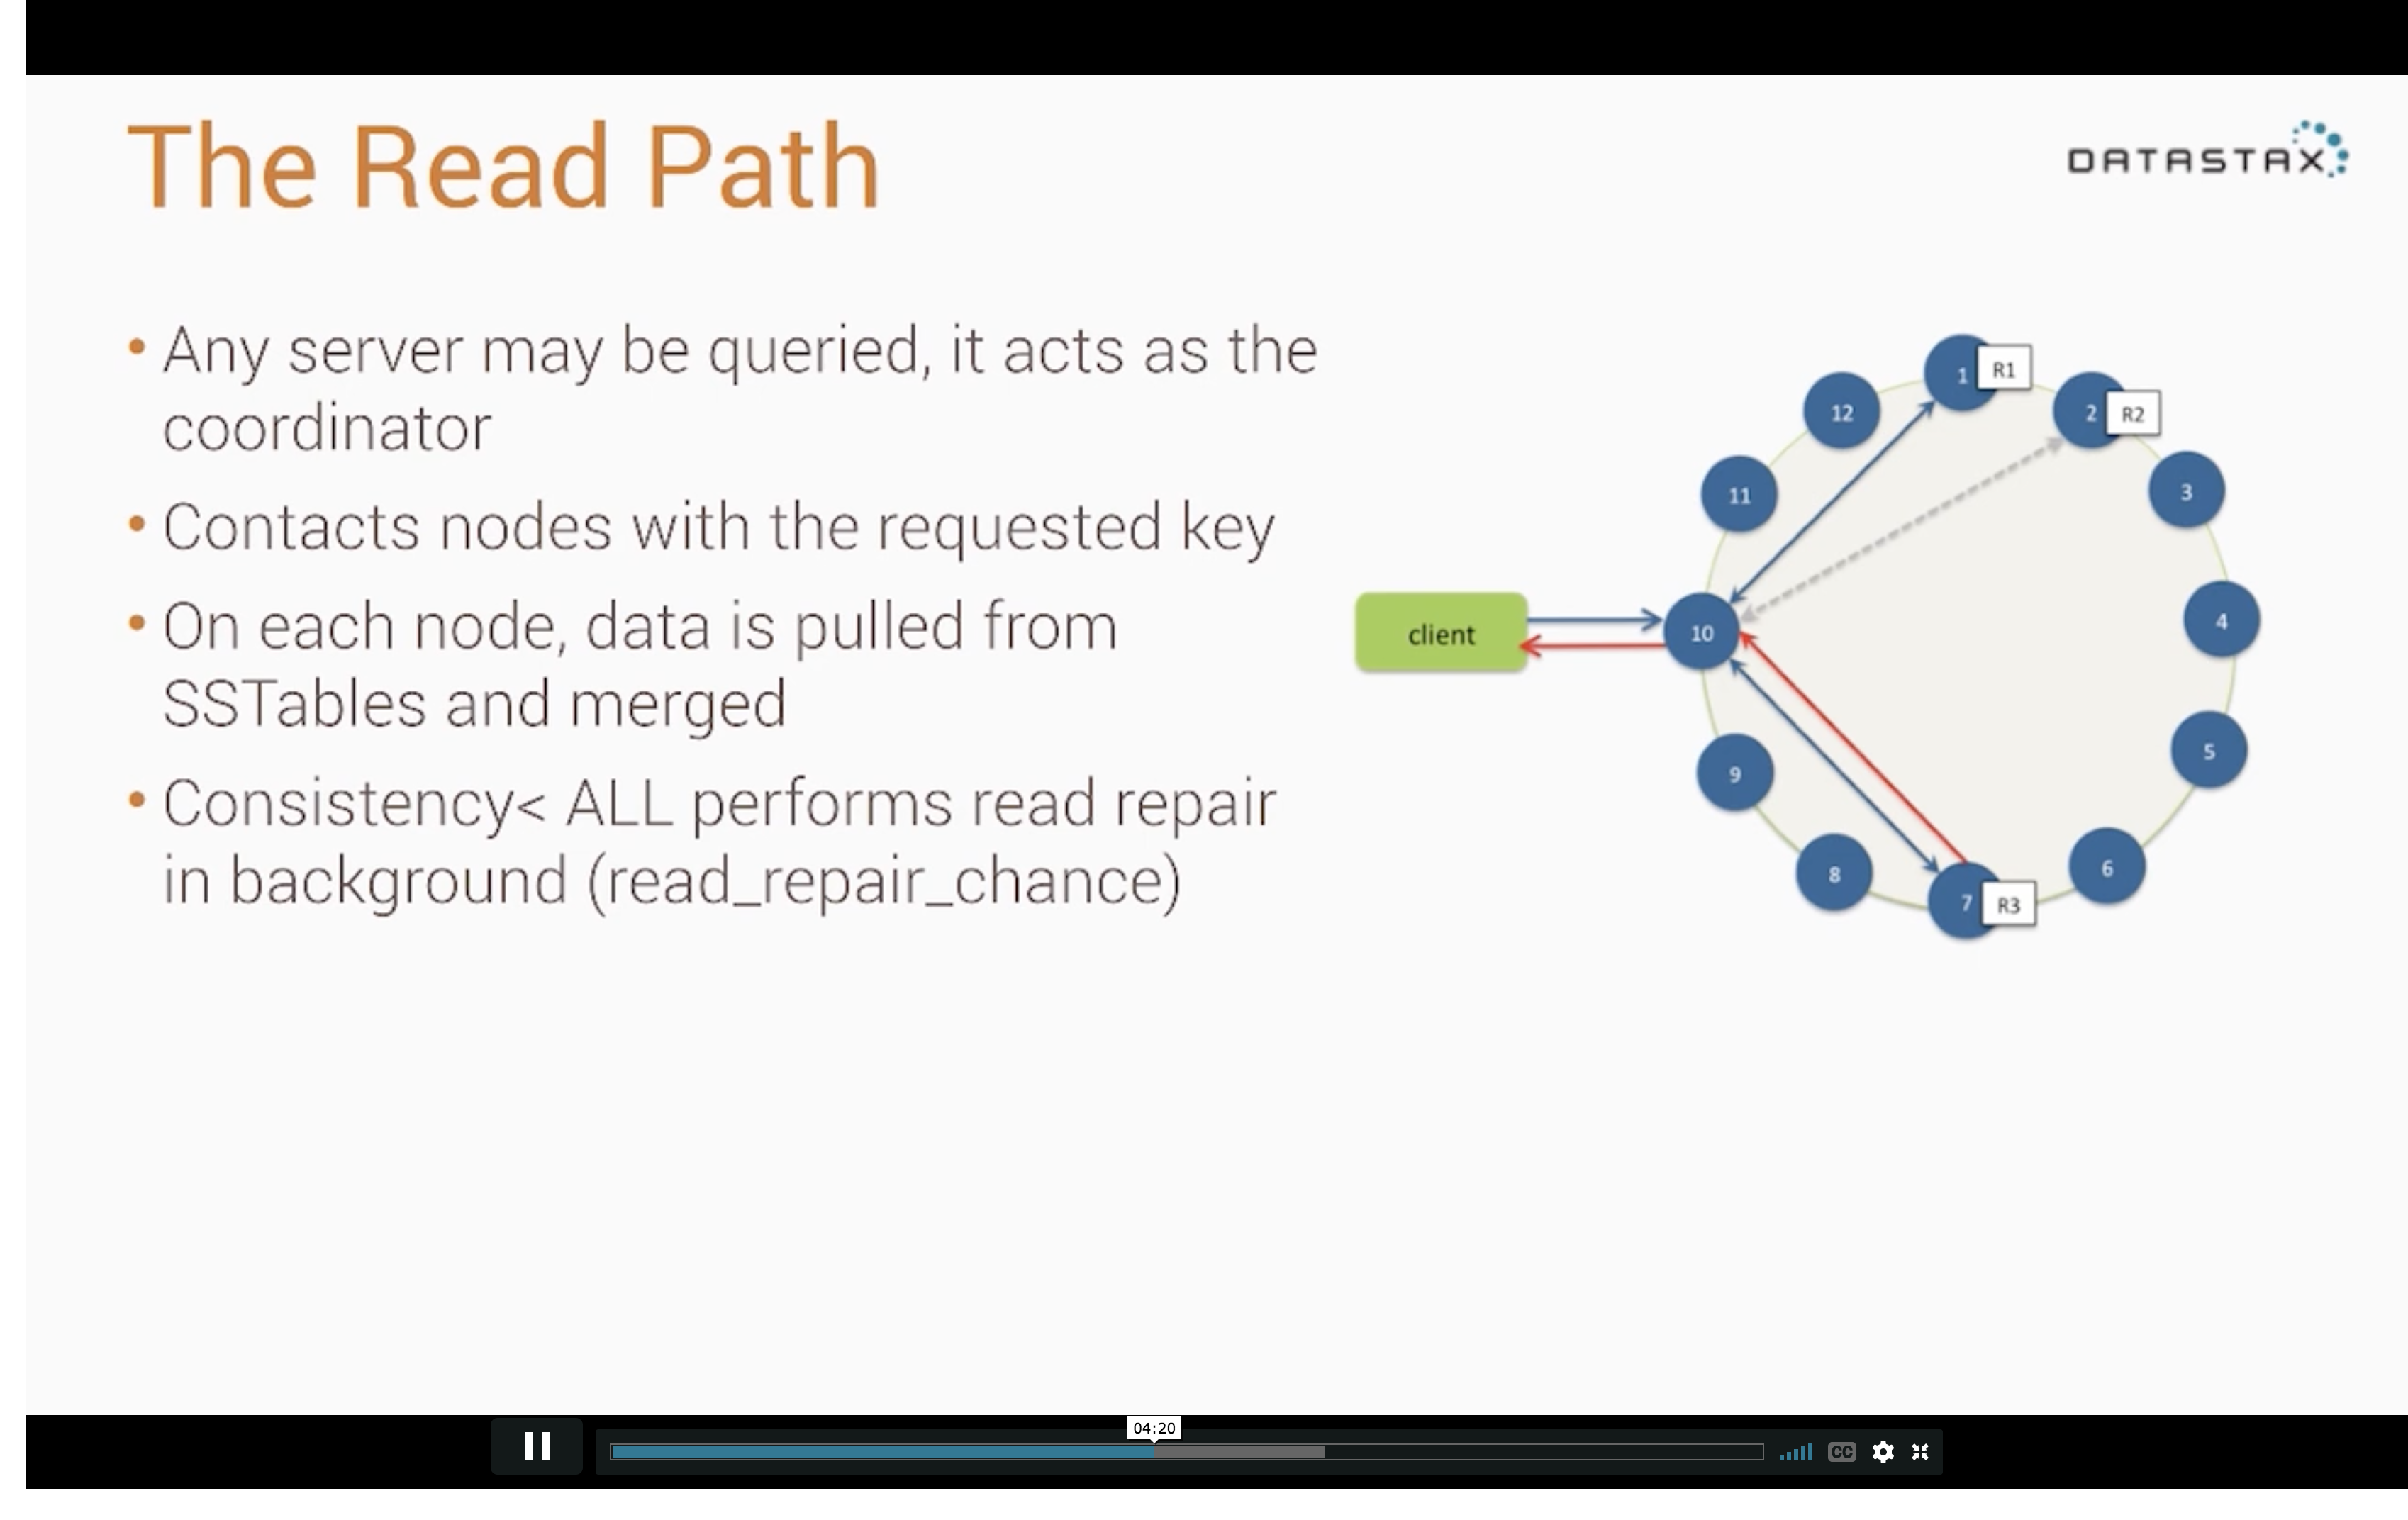 The Read Path
DATASTAX
• Any server may be queried, it acts as the
coordinator
• Contacts nodes with the requested key
• On each node, data is pulled from
SSTables and merged
• Consistency< ALL performs read repair
in background (read_repair_chance)
1
R1
12
2
R2
11
3
client
10
4
9
5
8
6
7
R3
04:20
CC